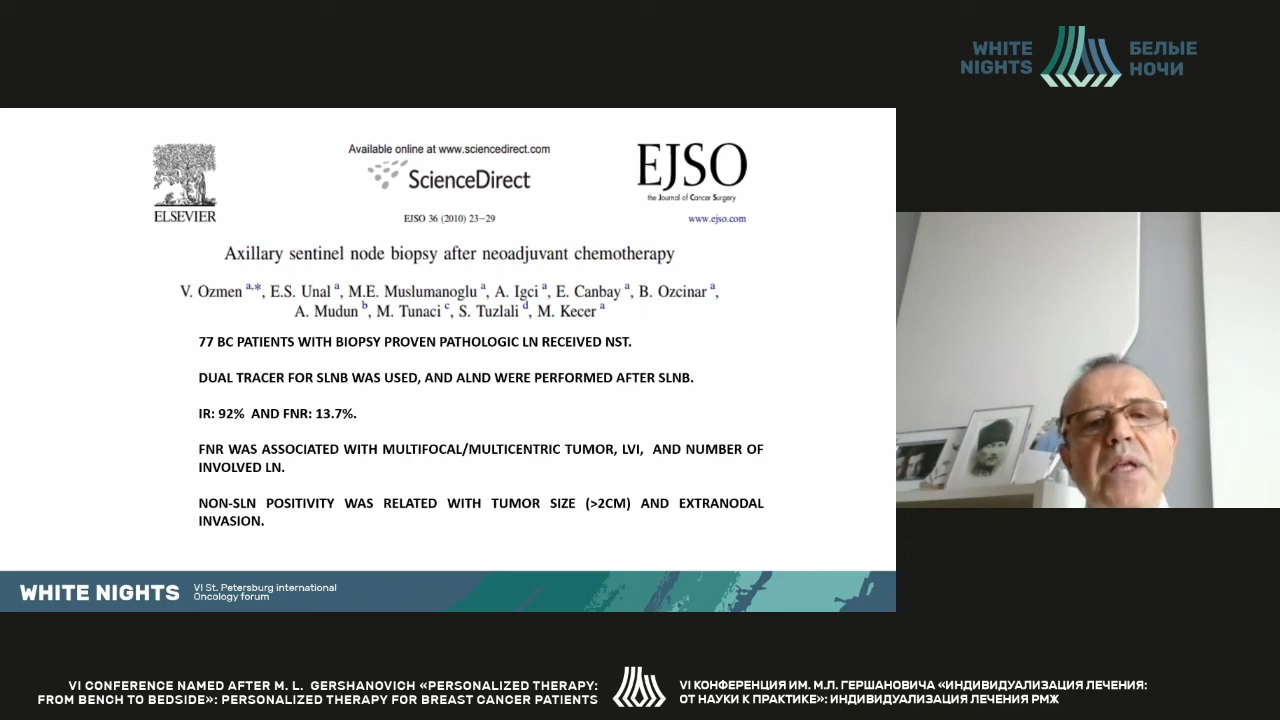 WHITE
NIGHTS
БЕЛЫЕ
НОЧИ
ELSEVIER
Available online at www.sciencedirect.com
ScienceDirect
EJSO 36 (2010) 23–29
EJSO
the Journal of Cancer Surgery
www.ejso.com
Axillary sentinel node biopsy after neoadjuvant chemotherapy
V. Ozmen a,*, E.S. Unal a, M.E. Muslumanoglu a, A. Igci a, E. Canbay a, B. Ozcinar a,
A. Mudun b, M. Tunaci c, S. Tuzlali d, M. Kecer a
77 BC PATIENTS WITH BIOPSY PROVEN PATHOLOGIC LN RECEIVED NST.
DUAL TRACER FOR SLNB WAS USED, AND ALND WERE PERFORMED AFTER SLNB.
IR: 92% AND FNR: 13.7%.
FNR WAS ASSOCIATED WITH MULTIFOCAL/MULTICENTRIC TUMOR, LVI, AND NUMBER OF
INVOLVED LN.
NON-SLN POSITIVITY WAS RELATED WITH TUMOR SIZE (>2CM) AND EXTRANODAL
INVASION.
WHITE NIGHTS
VI St. Petersburg international
Oncology forum
VI CONFERENCE NAMED AFTER M. L. GERSHANOVICH «PERSONALIZED THERAPY:
FROM BENCH TO BEDSIDE»: PERSONALIZED THERAPY FOR BREAST CANCER PATIENTS
VI КОНФЕРЕНЦИЯ ИМ. М.Л. ГЕРШАНОВИЧА «ИНДИВИДУАЛИЗАЦИЯ ЛЕЧЕНИЯ:
ОТ НАУКИ К ПРАКТИКЕ»: ИНДИВИДУАЛИЗАЦИЯ ЛЕЧЕНИЯ РМЖ